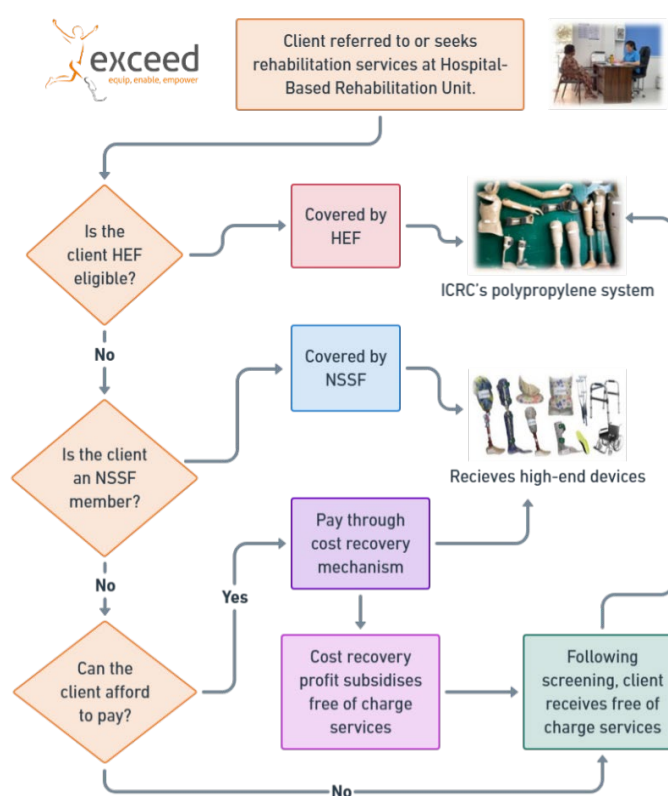 exceed
equip, enable, empower
Client referred to or seeks
rehabilitation services at Hospital-
Based Rehabilitation Unit.
Is the
client HEF
eligible?
Covered by
HEF
ICRC's polypropylene system
No
Covered by
NSSF
Is the client
an NSSF
member?
Recieves high-end devices
Pay through
cost recovery
mechanism
No
Yes
Can the
client afford
to pay?
Cost recovery
profit subsidises
free of charge
services
Following
screening, client
receives free of
charge services
No